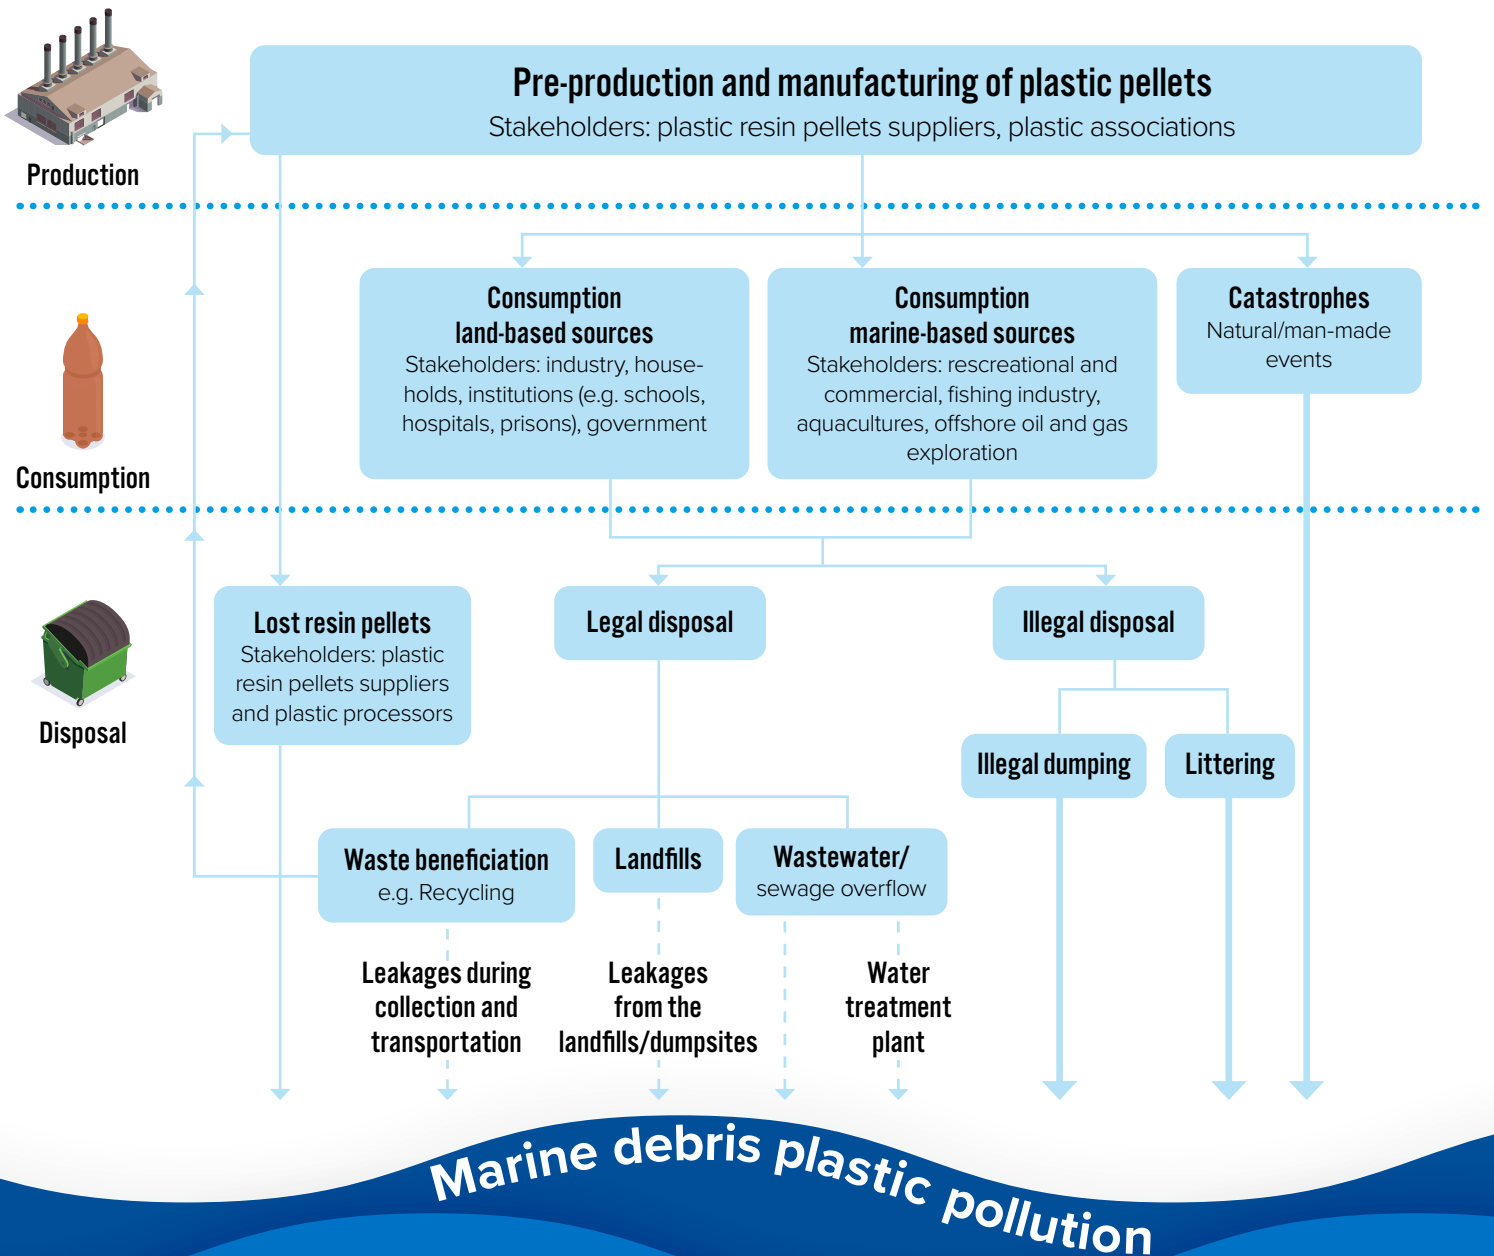 Pre-production and manufacturing of plastic pellets
Stakeholders: plastic resin pellets suppliers, plastic associations
Production
Consumption
land-based sources
Stakeholders: industry, house-
holds, institutions (e.g. schools,
hospitals, prisons), government
Consumption
marine-based sources
Stakeholders: rescreational and
commercial, fishing industry,
aquacultures, offshore oil and gas
exploration
Catastrophes
Natural/man-made
events
Consumption
Lost resin pellets
Stakeholders: plastic
resin pellets suppliers
and plastic processors
Legal disposal
Illegal disposal
Disposal
Illegal dumping
Littering
Waste beneficiation
e.g. Recycling
Landfills
Wastewater/
sewage overflow
Leakages during
collection and
transportation
Leakages
from the
landfills/dumpsites
Water
treatment
plant
Marine debris plastic pollution